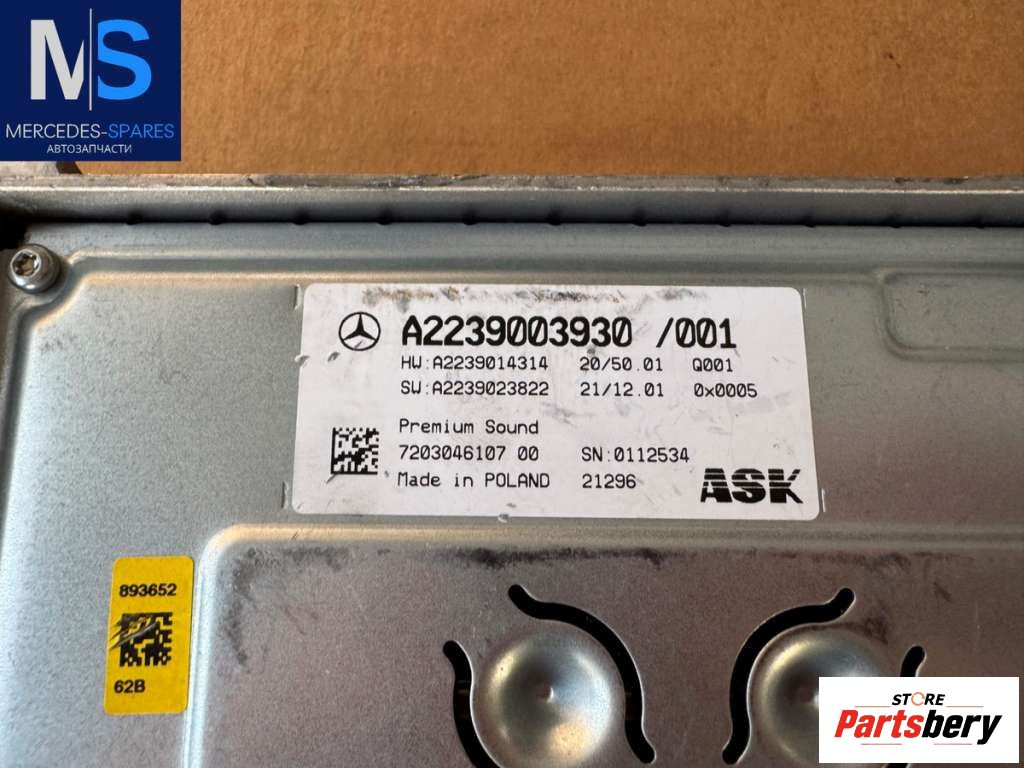 MS
MERCEDES-SPARES
АВТОЗАПЧАСТИ
A2239003930 /001
HW:A2239014314 20/50.01 Q001
SW:A2239023822 21/12.01 0x0005
Premium Sound
7203046107 00 SN:0112534
Made in POLAND 21296
ASK
893652
62B
STORE
Partsbery